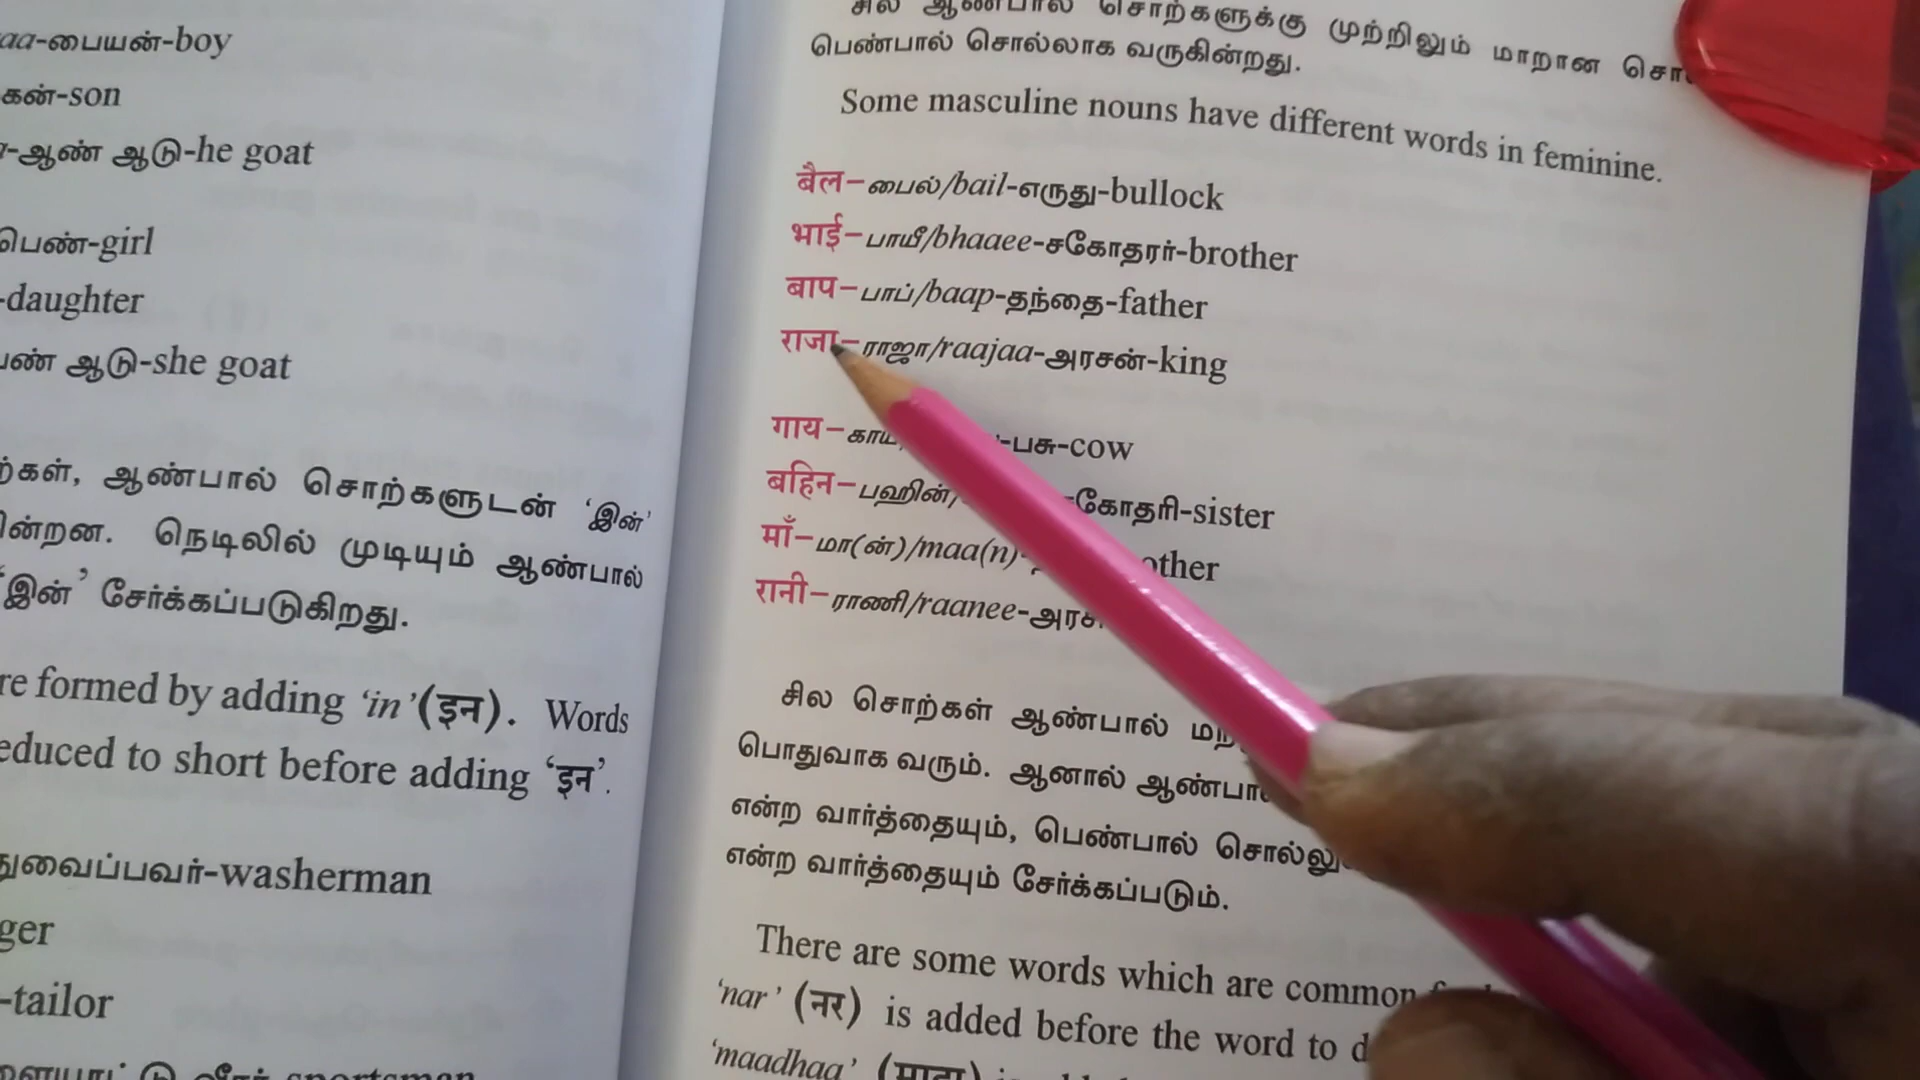 aa-பையன்-boy
கன்-son
-ஆண் ஆடு-he goat
பெண்-girl
-daughter
ஆடு-she goat
ற்கள், ஆண்பால் சொற்களுடன் ‘இன்’
கின்றன. நெடிலில் முடியும் ஆண்பால்
‘இன்’ சேர்க்கப்படுகிறது.
re formed by adding ‘in’(इन). Words
educed to short before adding ‘इन’.
துவைப்பவர்-washerman
ger
-tailor
சில ஆண்பால் சொற்களுக்கு முற்றிலும் மாறான
பெண்பால் சொல்லாக வருகின்றது.
Some masculine nouns have different words in feminine.
बैल–பைல்/bail-எருது-bullock
भाई–பாயீ/bhaaee-சகோதரர்-brother
बाप–பாப்/baap-தந்தை-father
राजा–ராஜா/raajaa-அரசன்-king
गाय–காய -பசு-cow
बहिन–பஹின்/ கோதரி-sister
माँ–மா(ன்)/maa(n)- other
रानी–ராணி/raanee-அரச
சில சொற்கள் ஆண்பால்
பொதுவாக வரும். ஆனால் ஆண்பா
என்ற வார்த்தையும், பெண்பால் சொல்லு
என்ற வார்த்தையும் சேர்க்கப்படும்.
There are some words which are common
‘nar’ (नर) is added before the word to d
‘maadhaa’ (मादा)